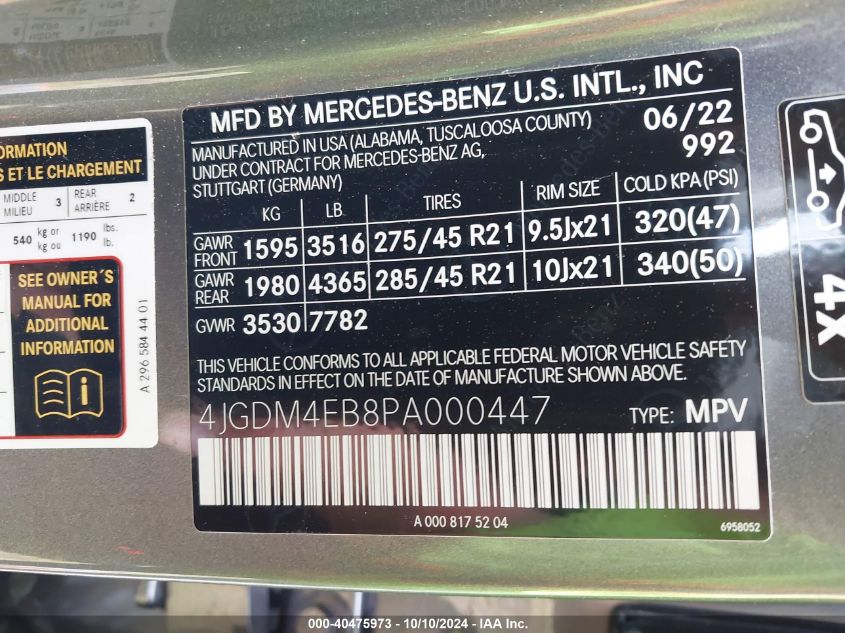 ORMATION
S ET LE CHARGEMENT
MIDDLE
MILIEU 3
REAR
ARRIÈRE 2
540 kg or
kg ou 1190 lbs.
lb.
SEE OWNER´S
MANUAL FOR
ADDITIONAL
INFORMATION
A 296 584 44 01
MFD BY MERCEDES-BENZ U.S. INTL., INC
MANUFACTURED IN USA (ALABAMA, TUSCALOOSA COUNTY) 06/22
UNDER CONTRACT FOR MERCEDES-BENZ AG, 992
STUTTGART (GERMANY)
KG LB TIRES RIM SIZE COLD KPA(PSI)
GAWR
FRONT 1595 3516 275/45 R21 9.5Jx21 320(47)
GAWR
REAR 1980 4365 285/45 R21 10Jx21 340(50)
GVWR 3530 7782
THIS VEHICLE CONFORMS TO ALL APPLICABLE FEDERAL MOTOR VEHICLE SAFETY
STANDARDS IN EFFECT ON THE DATE OF MANUFACTURE SHOWN ABOVE.
4JGDM4EB8PA000447 TYPE: MPV
A 000 817 52 04
6958052
4x
000-40475973 - 10/10/2024 - IAAI.com